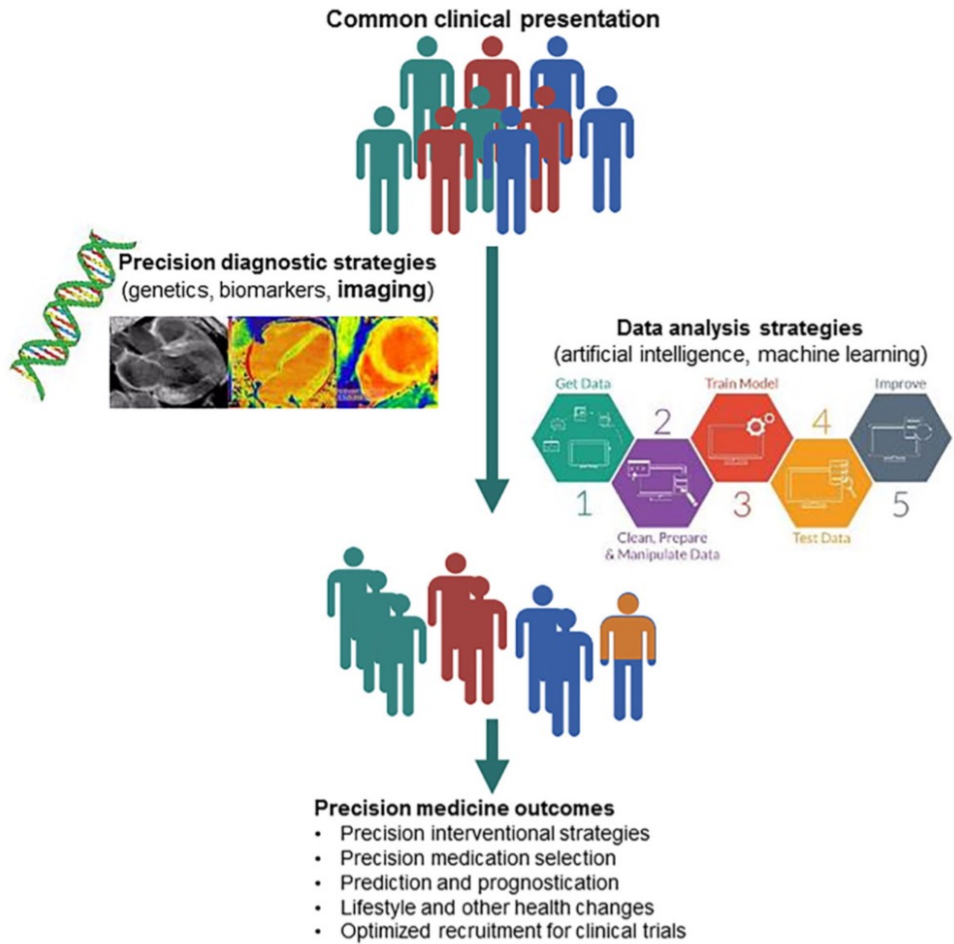 Common clinical presentation
Precision diagnostic strategies
(genetics, biomarkers, imaging)
Data analysis strategies
(artificial intelligence, machine learning)
Get Data
Train Model
Improve
2
4
1
3
5
Clean, Prepare
& Manipulate Data
Test Data
Precision medicine outcomes
• Precision interventional strategies
• Precision medication selection
• Prediction and prognostication
• Lifestyle and other health changes
• Optimized recruitment for clinical trials